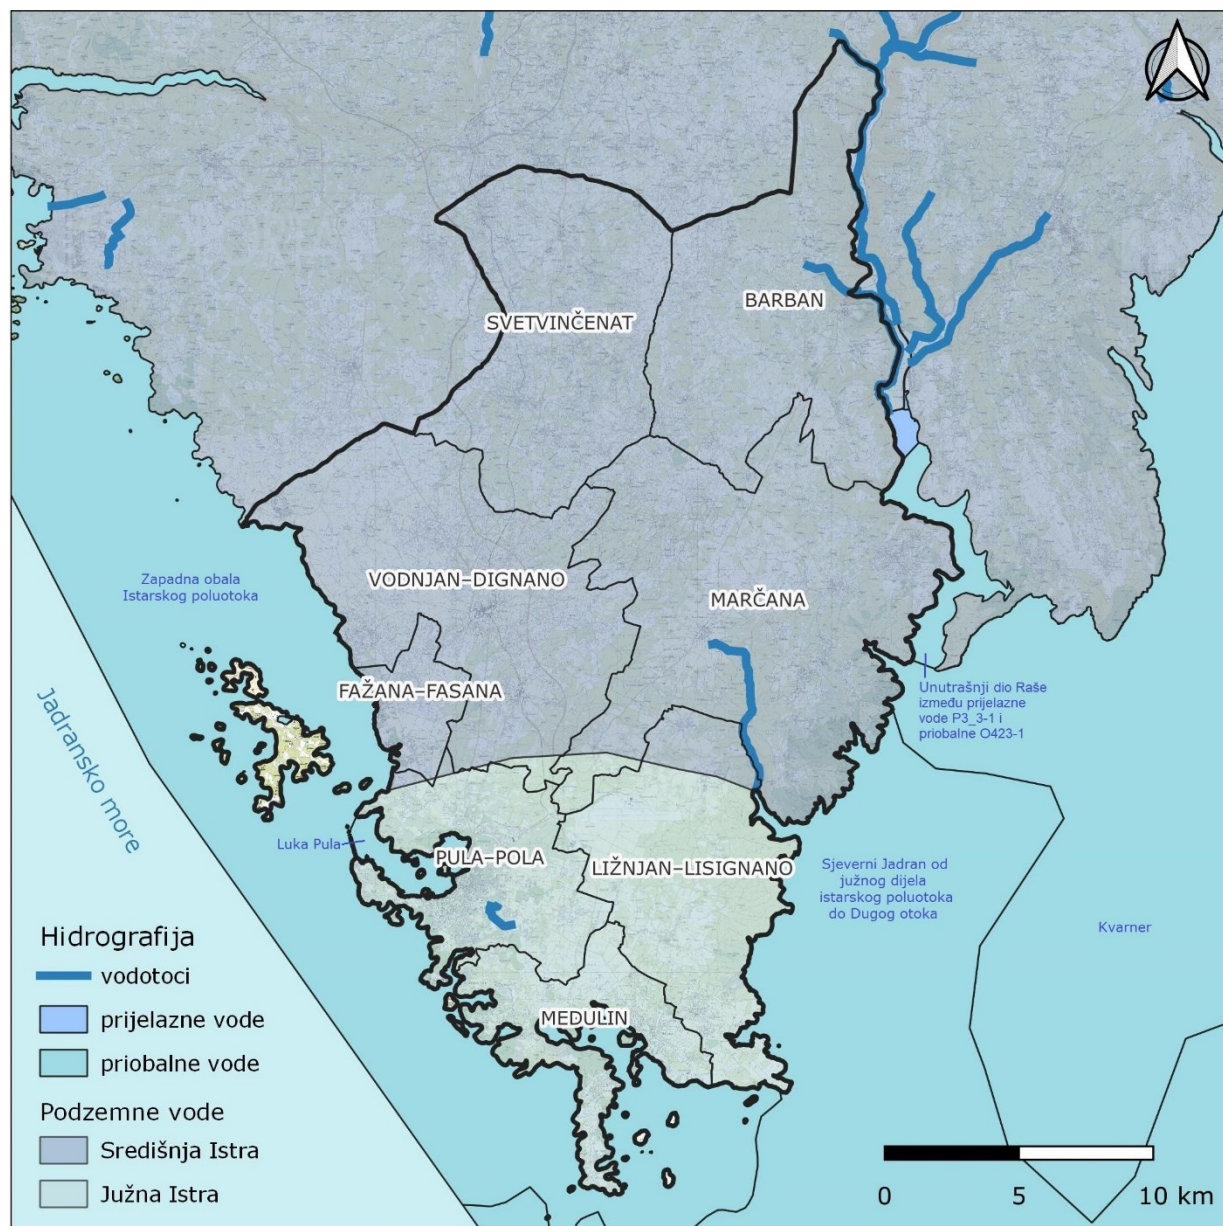 SVETVINČENAT
BARBAN
VODNJAN–DIGNANO
MARČANA
FAŽANA–FASANA
PULA–POLA
LIŽNJAN–LISIGNANO
MEDULIN
Zapadna obala
Istarskog poluotoka
Jadransko more
Luka Pula
Unutrašnji dio Raše
između prijelazne
vode P3_3-1 i
priobalne O423-1
Sjeverni Jadran od
južnog dijela
istarskog poluotoka
do Dugog otoka
Kvarner
Hidrografija
vodotoci
prijelazne vode
priobalne vode
Podzemne vode
Središnja Istra
Južna Istra
0 5 10 km